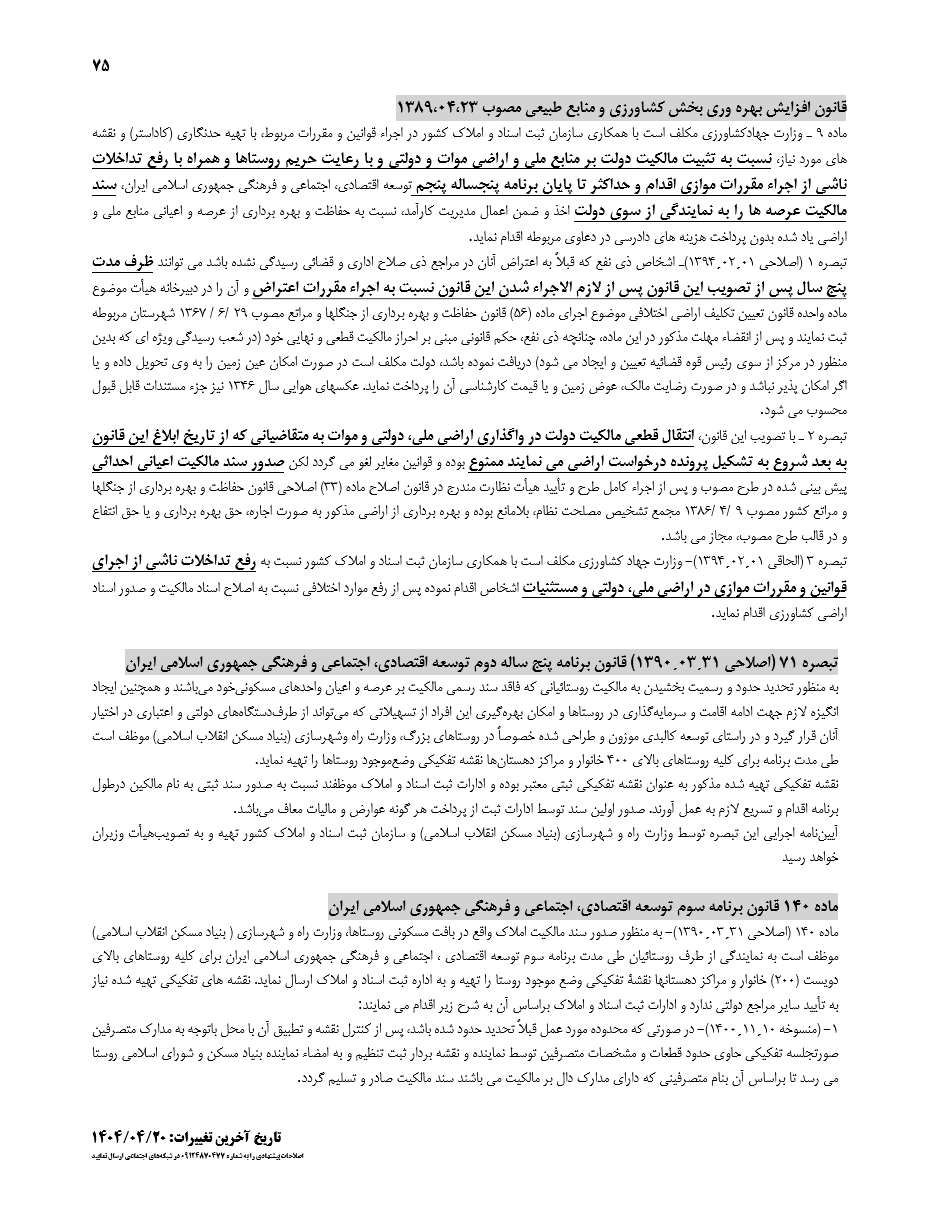 ۷۵
قانون افزایش بهره وری بخش کشاورزی و منابع طبیعی مصوب ۱۳۸۹،۰۴،۲۳
ماده ۹ ـ وزارت جهادکشاورزی مکلف است با همکاری سازمان ثبت اسناد و املاک کشور در اجراء قوانین و مقررات مربوط، با تهیه حدنگاری (کاداستر) و نقشه
های مورد نیاز، نسبت به تثبیت مالکیت دولت بر منابع ملی و اراضی موات و دولتی و با رعایت حریم روستاها و همراه با رفع تداخلات
ناشی از اجراء مقررات موازی اقدام و حداکثر تا پایان برنامه پنجساله پنجم توسعه اقتصادی، اجتماعی و فرهنگی جمهوری اسلامی ایران، سند
مالکیت عرصه ها را به نمایندگی از سوی دولت اخذ و ضمن اعمال مدیریت کارآمد، نسبت به حفاظت و بهره برداری از عرصه و اعیانی منابع ملی و
اراضی یاد شده بدون پرداخت هزینه های دادرسی در دعاوی مربوطه اقدام نماید.
تبصره ۱ (اصلاحی ۱۳۹۴٫۰۲٫۰۱)ـ اشخاص ذی نفع که قبلاً به اعتراض آنان در مراجع ذی صلاح اداری و قضائی رسیدگی نشده باشد می توانند ظرف مدت
پنج سال پس از تصویب این قانون پس از لازم الاجراء شدن این قانون نسبت به اجراء مقررات اعتراض و آن را در دبیرخانه هیأت موضوع
ماده واحده قانون تعیین تکلیف اراضی اختلافی موضوع اجرای ماده (۵۶) قانون حفاظت و بهره برداری از جنگلها و مراتع مصوب ۲۹ /۶ / ۱۳۶۷ شهرستان مربوطه
ثبت نمایند و پس از انقضاء مهلت مذکور در این ماده، چنانچه ذی نفع، حکم قانونی مبنی بر احراز مالکیت قطعی و نهایی خود (در شعب رسیدگی ویژه ای که بدین
منظور در مرکز از سوی رئیس قوه قضائیه تعیین و ایجاد می شود) دریافت نموده باشد، دولت مکلف است در صورت امکان عین زمین را به وی تحویل داده و یا
اگر امکان پذیر نباشد و در صورت رضایت مالک، عوض زمین و یا قیمت کارشناسی آن را پرداخت نماید. عکسهای هوایی سال ۱۳۴۶ نیز جزء مستندات قابل قبول
محسوب می شود.
تبصره ۲ ـ با تصویب این قانون، انتقال قطعی مالکیت دولت در واگذاری اراضی ملی، دولتی و موات به متقاضیانی که از تاریخ ابلاغ این قانون
به بعد شروع به تشکیل پرونده درخواست اراضی می نمایند ممنوع بوده و قوانین مغایر لغو می گردد لکن صدور سند مالکیت اعیانی احداثی
پیش بینی شده در طرح مصوب و پس از اجراء کامل طرح و تأیید هیأت نظارت مندرج در قانون اصلاح ماده (۳۳) اصلاحی قانون حفاظت و بهره برداری از جنگلها
و مراتع کشور مصوب ۹ /۴ /۱۳۸۶ مجمع تشخیص مصلحت نظام، بلامانع بوده و بهره برداری از اراضی مذکور به صورت اجاره، حق بهره برداری و یا حق انتفاع
و در قالب طرح مصوب، مجاز می باشد.
تبصره ۳ (الحاقی ۱۳۹۴٫۰۲٫۰۱)- وزارت جهاد کشاورزی مکلف است با همکاری سازمان ثبت اسناد و املاک کشور نسبت به رفع تداخلات ناشی از اجرای
قوانین و مقررات موازی در اراضی ملی، دولتی و مستثنیات اشخاص اقدام نموده پس از رفع موارد اختلافی نسبت به اصلاح اسناد مالکیت و صدور اسناد
اراضی کشاورزی اقدام نماید.
تبصره ۷۱ (اصلاحی ۱۳۹۰٫۰۳٫۳۱) قانون برنامه پنج ساله دوم توسعه اقتصادی، اجتماعی و فرهنگی جمهوری اسلامی ایران
به منظور تحدید حدود و رسمیت بخشیدن به مالکیت روستائیانی که فاقد سند رسمی مالکیت بر عرصه و اعیان واحدهای مسکونی‌خود می‌باشند و همچنین ایجاد
انگیزه لازم جهت ادامه اقامت و سرمایه‌گذاری در روستاها و امکان بهره‌گیری این افراد از تسهیلاتی که می‌تواند از طرف‌دستگاه‌های دولتی و اعتباری در اختیار
آنان قرار گیرد و در راستای توسعه کالبدی موزون و طراحی شده خصوصاً در روستاهای بزرگ، وزارت راه وشهرسازی (بنیاد مسکن انقلاب اسلامی) موظف است
طی مدت برنامه برای کلیه روستاهای بالای ۴۰۰ خانوار و مراکز دهستان‌ها نقشه تفکیکی وضع‌موجود روستاها را تهیه نماید.
نقشه تفکیکی تهیه شده مذکور به عنوان نقشه تفکیکی ثبتی معتبر بوده و ادارات ثبت اسناد و املاک موظفند نسبت به صدور سند ثبتی به نام مالکین درطول
برنامه اقدام و تسریع لازم به عمل آورند. صدور اولین سند توسط ادارات ثبت از پرداخت هر گونه عوارض و مالیات معاف می‌باشد.
آیین‌نامه اجرایی این تبصره توسط وزارت راه و شهرسازی (بنیاد مسکن انقلاب اسلامی) و سازمان ثبت اسناد و املاک کشور تهیه و به تصویب‌هیأت وزیران
خواهد رسید
ماده ۱۴۰ قانون برنامه سوم توسعه اقتصادی، اجتماعی و فرهنگی جمهوری اسلامی ایران
ماده ۱۴۰ (اصلاحی ۱۳۹۰٫۰۳٫۳۱)- به منظور صدور سند مالکیت املاک واقع در بافت مسکونی روستاها، وزارت راه و شهرسازی ( بنیاد مسکن انقلاب اسلامی)
موظف است به نمایندگی از طرف روستائیان طی مدت برنامه سوم توسعه اقتصادی ، اجتماعی و فرهنگی جمهوری اسلامی ایران برای کلیه روستاهای بالای
دویست (۲۰۰) خانوار و مراکز دهستانها نقشۀ تفکیکی وضع موجود روستا را تهیه و به اداره ثبت اسناد و املاک ارسال نماید. نقشه های تفکیکی تهیه شده نیاز
به تأیید سایر مراجع دولتی ندارد و ادارات ثبت اسناد و املاک براساس آن به شرح زیر اقدام می نمایند:
۱- (منسوخه ۱۴۰۰٫۱۱٫۱۰)- در صورتی که محدوده مورد عمل قبلاً تحدید حدود شده باشد، پس از کنترل نقشه و تطبیق آن با محل باتوجه به مدارک متصرفین
صورتجلسه تفکیکی حاوی حدود قطعات و مشخصات متصرفین توسط نماینده و نقشه بردار ثبت تنظیم و به امضاء نماینده بنیاد مسکن و شورای اسلامی روستا
می رسد تا براساس آن بنام متصرفینی که دارای مدارک دال بر مالکیت می باشند سند مالکیت صادر و تسلیم گردد.
تاریخ آخرین تغییرات: ۱۴۰۴/۰۴/۲۰
اصلاحات پیشنهادی را به شماره ۰۹۱۲۴۸۷۰۴۷۷ در شبکه‌های اجتماعی ارسال نمایید